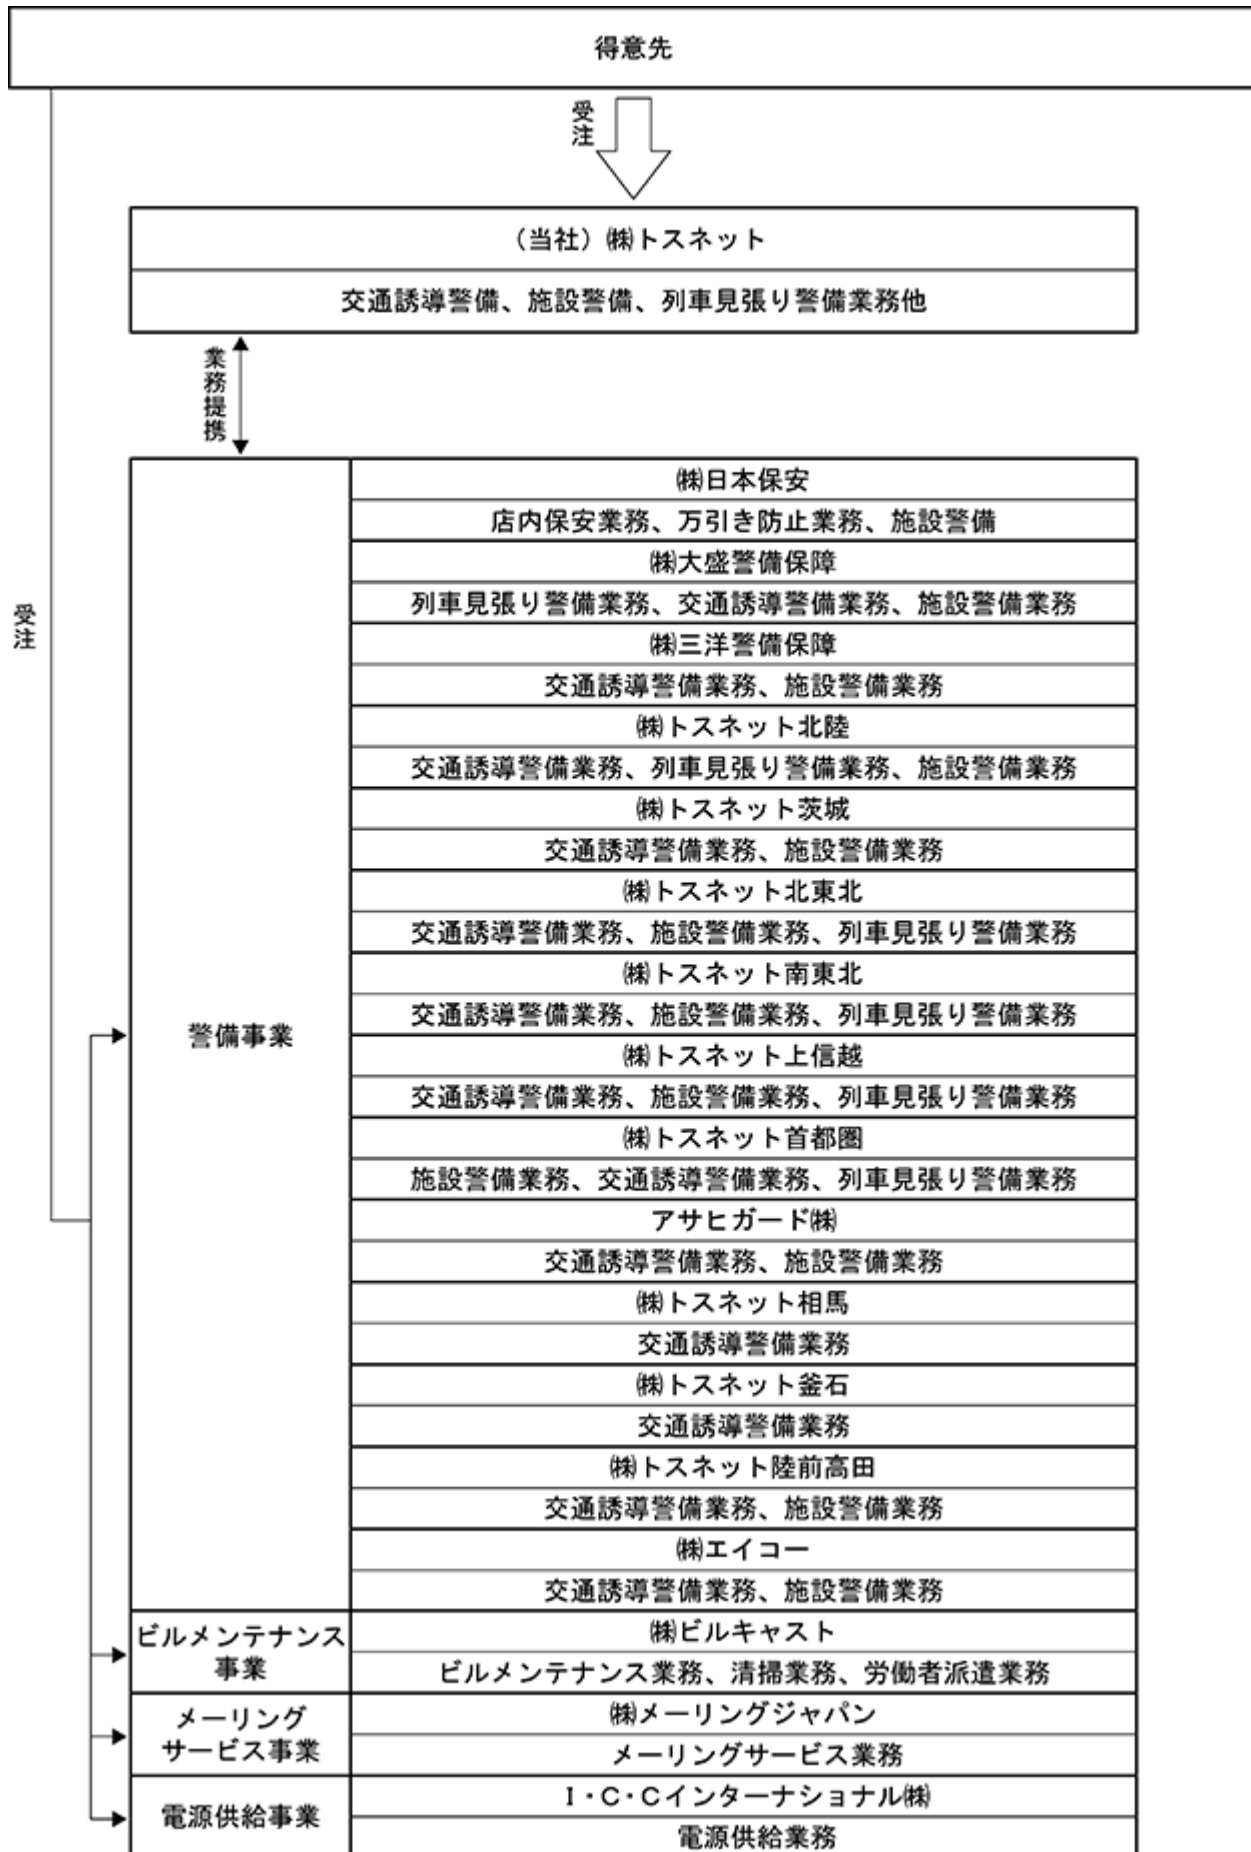 得意先
受注
（当社）㈱トスネット
交通誘導警備、施設警備、列車見張り警備業務他
業務提携
受注
警備事業
㈱日本保安
店内保安業務、万引き防止業務、施設警備
㈱大盛警備保障
列車見張り警備業務、交通誘導警備業務、施設警備業務
㈱三洋警備保障
交通誘導警備業務、施設警備業務
㈱トスネット北陸
交通誘導警備業務、列車見張り警備業務、施設警備業務
㈱トスネット茨城
交通誘導警備業務、施設警備業務
㈱トスネット北東北
交通誘導警備業務、施設警備業務、列車見張り警備業務
㈱トスネット南東北
交通誘導警備業務、施設警備業務、列車見張り警備業務
㈱トスネット上信越
交通誘導警備業務、施設警備業務、列車見張り警備業務
㈱トスネット首都圏
施設警備業務、交通誘導警備業務、列車見張り警備業務
アサヒガード㈱
交通誘導警備業務、施設警備業務
㈱トスネット相馬
交通誘導警備業務
㈱トスネット釜石
交通誘導警備業務
㈱トスネット陸前高田
交通誘導警備業務、施設警備業務
㈱エイコー
交通誘導警備業務、施設警備業務
ビルメンテナンス
事業
㈱ビルキャスト
ビルメンテナンス業務、清掃業務、労働者派遣業務
メーリング
サービス事業
㈱メーリングジャパン
メーリングサービス業務
電源供給事業
Ｉ・Ｃ・Ｃインターナショナル㈱
電源供給業務